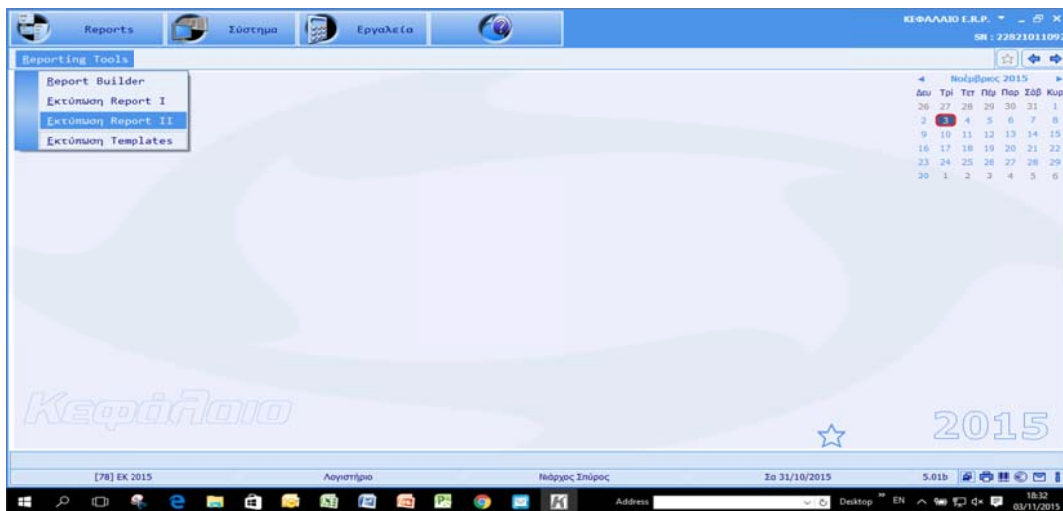 Reports Σύστημα Εργαλεία ΚΕΦΑΛΑΙΟ E.R.P.
SN : 22821011092
Reporting Tools
Report Builder
Εκτύπωση Report I
Εκτύπωση Report II
Εκτύπωση Templates
Νοέμβριος 2015
Δευ Τρί Τετ Πέμ Παρ Σάβ Κυρ
26 27 28 29 30 31 1
2 3 4 5 6 7 8
9 10 11 12 13 14 15
16 17 18 19 20 21 22
23 24 25 26 27 28 29
30 1 2 3 4 5 6
Κεφάλαιο
2015
[78] ΕΚ 2015 Λογιστήριο Νιάρχος Σπύρος Σα 31/10/2015 5.01b
Address Desktop EN 18:32
03/11/2015